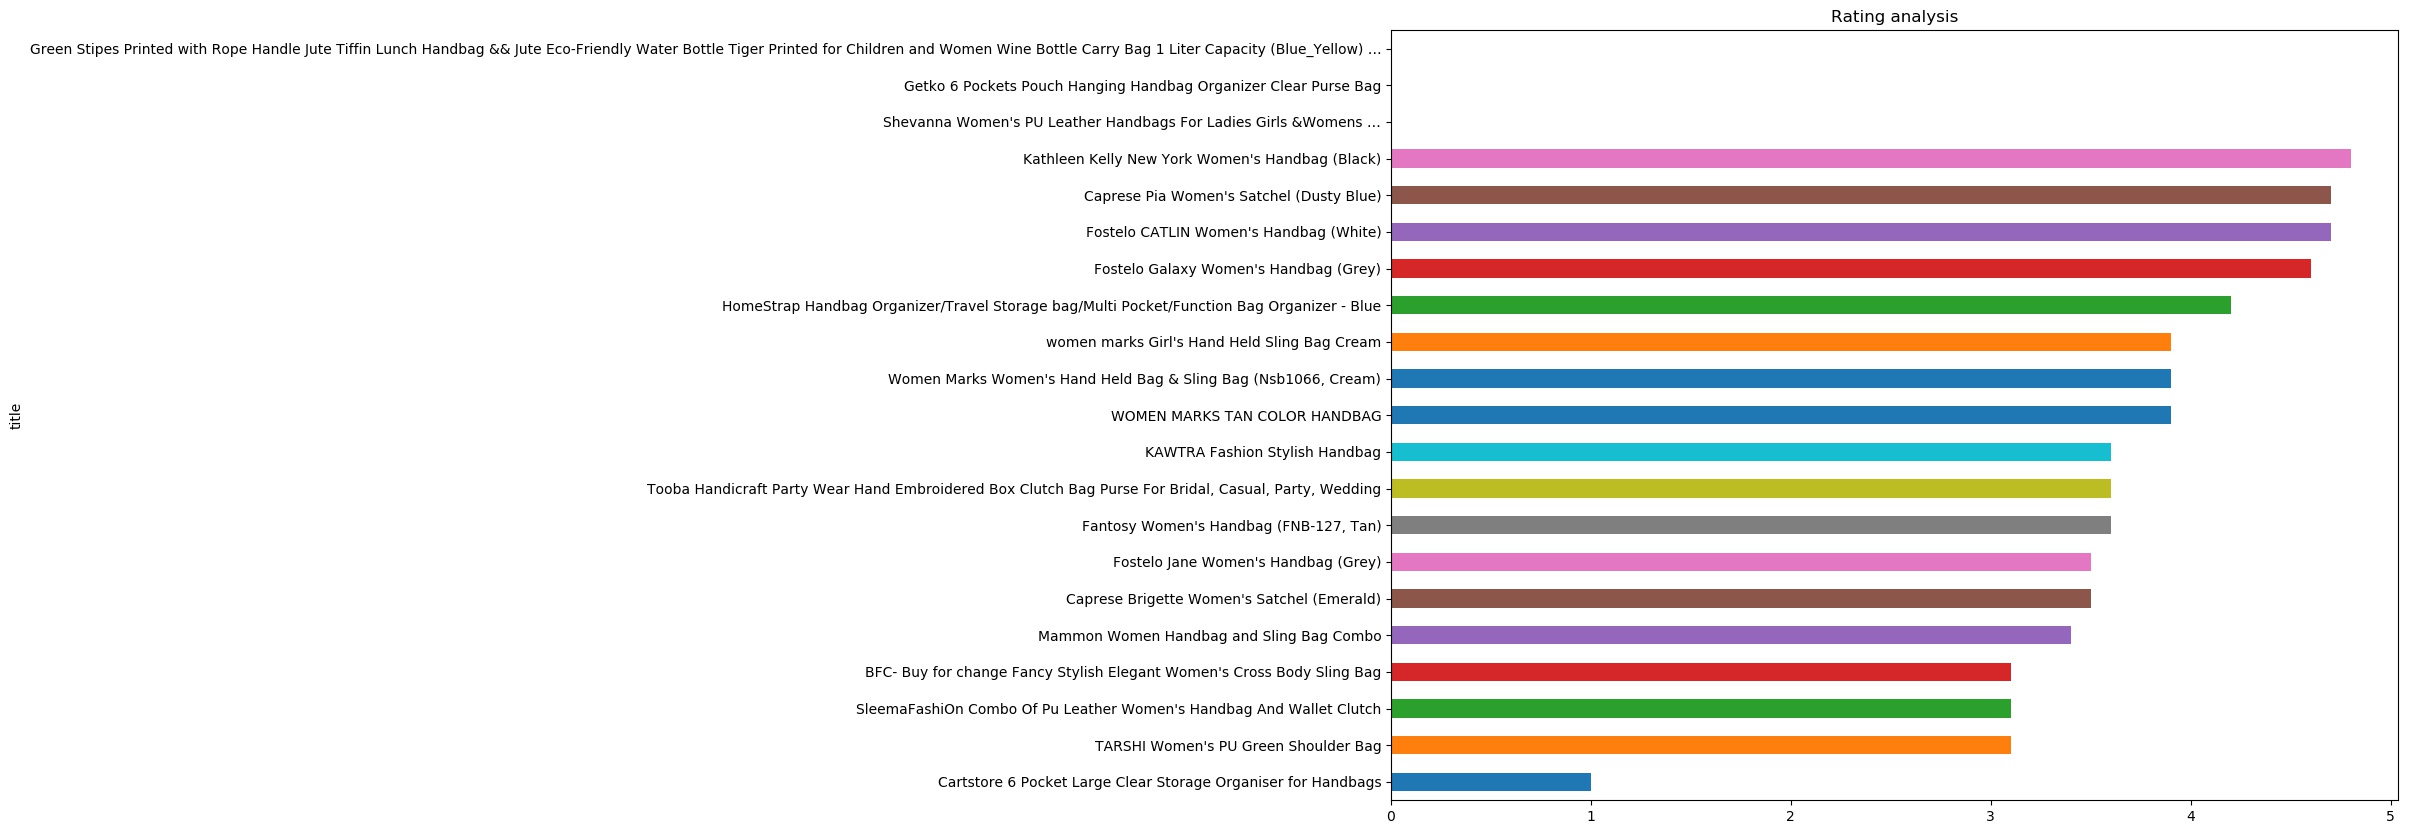 Rating analysis
Green Stipes Printed with Rope Handle Jute Tiffin Lunch Handbag && Jute Eco-Friendly Water Bottle Tiger Printed for Children and Women Wine Bottle Carry Bag 1 Liter Capacity (Blue_Yellow) ...
Getko 6 Pockets Pouch Hanging Handbag Organizer Clear Purse Bag
Shevanna Women's PU Leather Handbags For Ladies Girls &Womens ...
Kathleen Kelly New York Women's Handbag (Black)
Caprese Pia Women's Satchel (Dusty Blue)
Fostelo CATLIN Women's Handbag (White)
Fostelo Galaxy Women's Handbag (Grey)
HomeStrap Handbag Organizer/Travel Storage bag/Multi Pocket/Function Bag Organizer - Blue
women marks Girl's Hand Held Sling Bag Cream
Women Marks Women's Hand Held Bag & Sling Bag (Nsb1066, Cream)
WOMEN MARKS TAN COLOR HANDBAG
title
KAWTRA Fashion Stylish Handbag
Tooba Handicraft Party Wear Hand Embroidered Box Clutch Bag Purse For Bridal, Casual, Party, Wedding
Fantosy Women's Handbag (FNB-127, Tan)
Fostelo Jane Women's Handbag (Grey)
Caprese Brigette Women's Satchel (Emerald)
Mammon Women Handbag and Sling Bag Combo
BFC- Buy for change Fancy Stylish Elegant Women's Cross Body Sling Bag
SleemaFashiOn Combo Of Pu Leather Women's Handbag And Wallet Clutch
TARSHI Women's PU Green Shoulder Bag
Cartstore 6 Pocket Large Clear Storage Organiser for Handbags
0 1 2 3 4 5